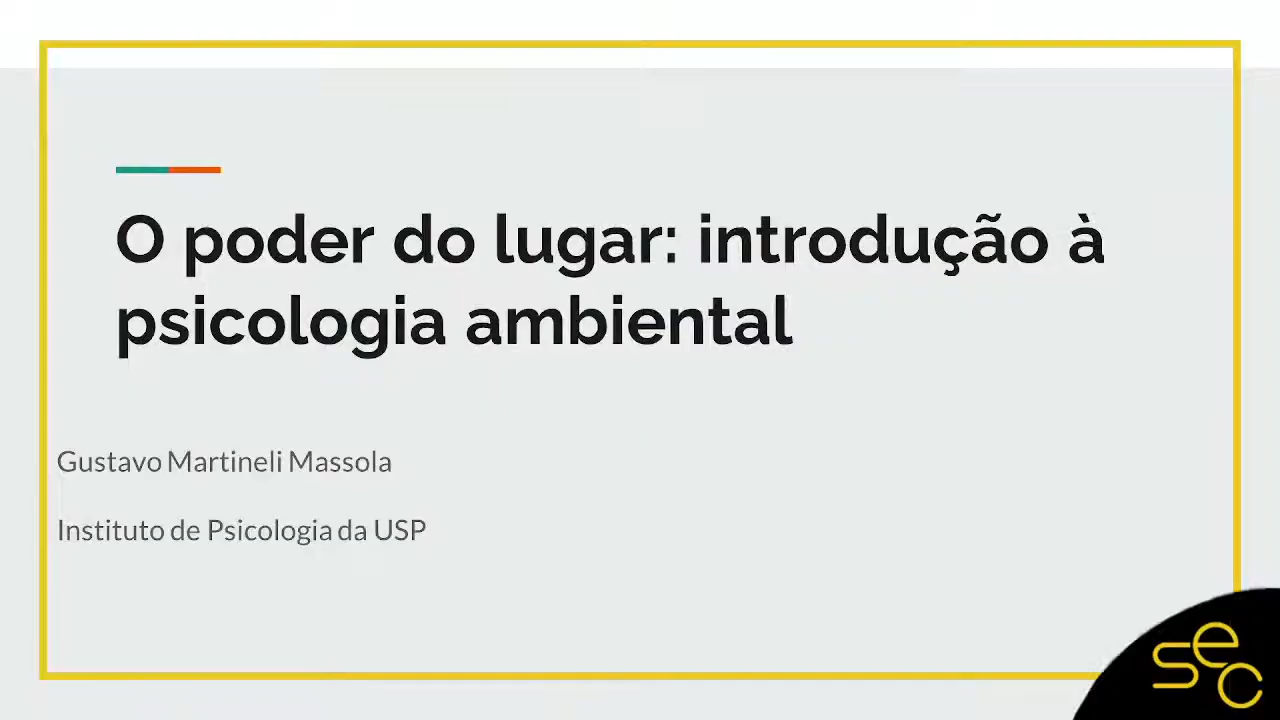 O poder do lugar: introdução à
psicologia ambiental
Gustavo Martineli Massola
Instituto de Psicologia da USP
sec